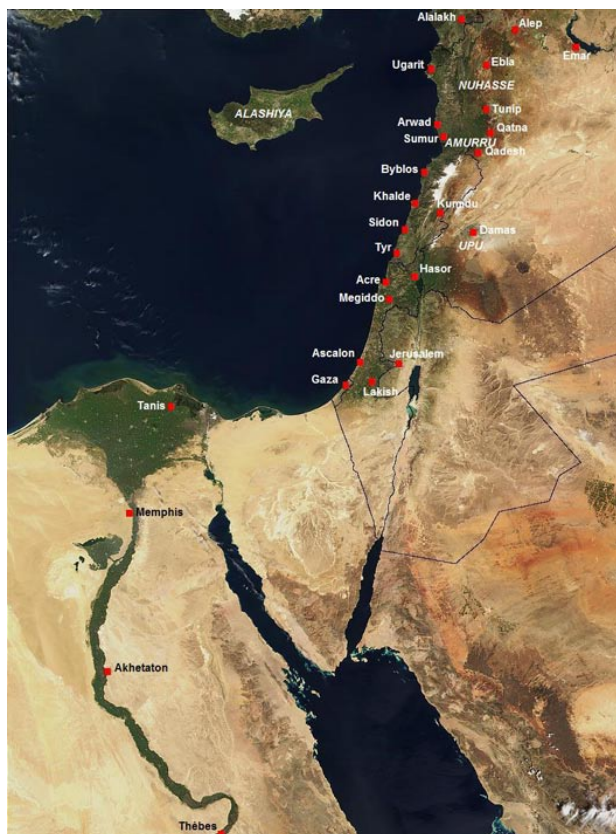 Alalakh
Alep
Emar
Ugarit
Ebla
NUHASSE
ALASHIYA
Tunip
Arwad
Qatna
Sumur
AMURRU
Qadesh
Byblos
Khalde
Kumidu
Sidon
Damas
UPU
Tyr
Hasor
Acre
Megiddo
Ascalon
Jerusalem
Gaza
Lakish
Tanis
Memphis
Akhetaton
Thèbes